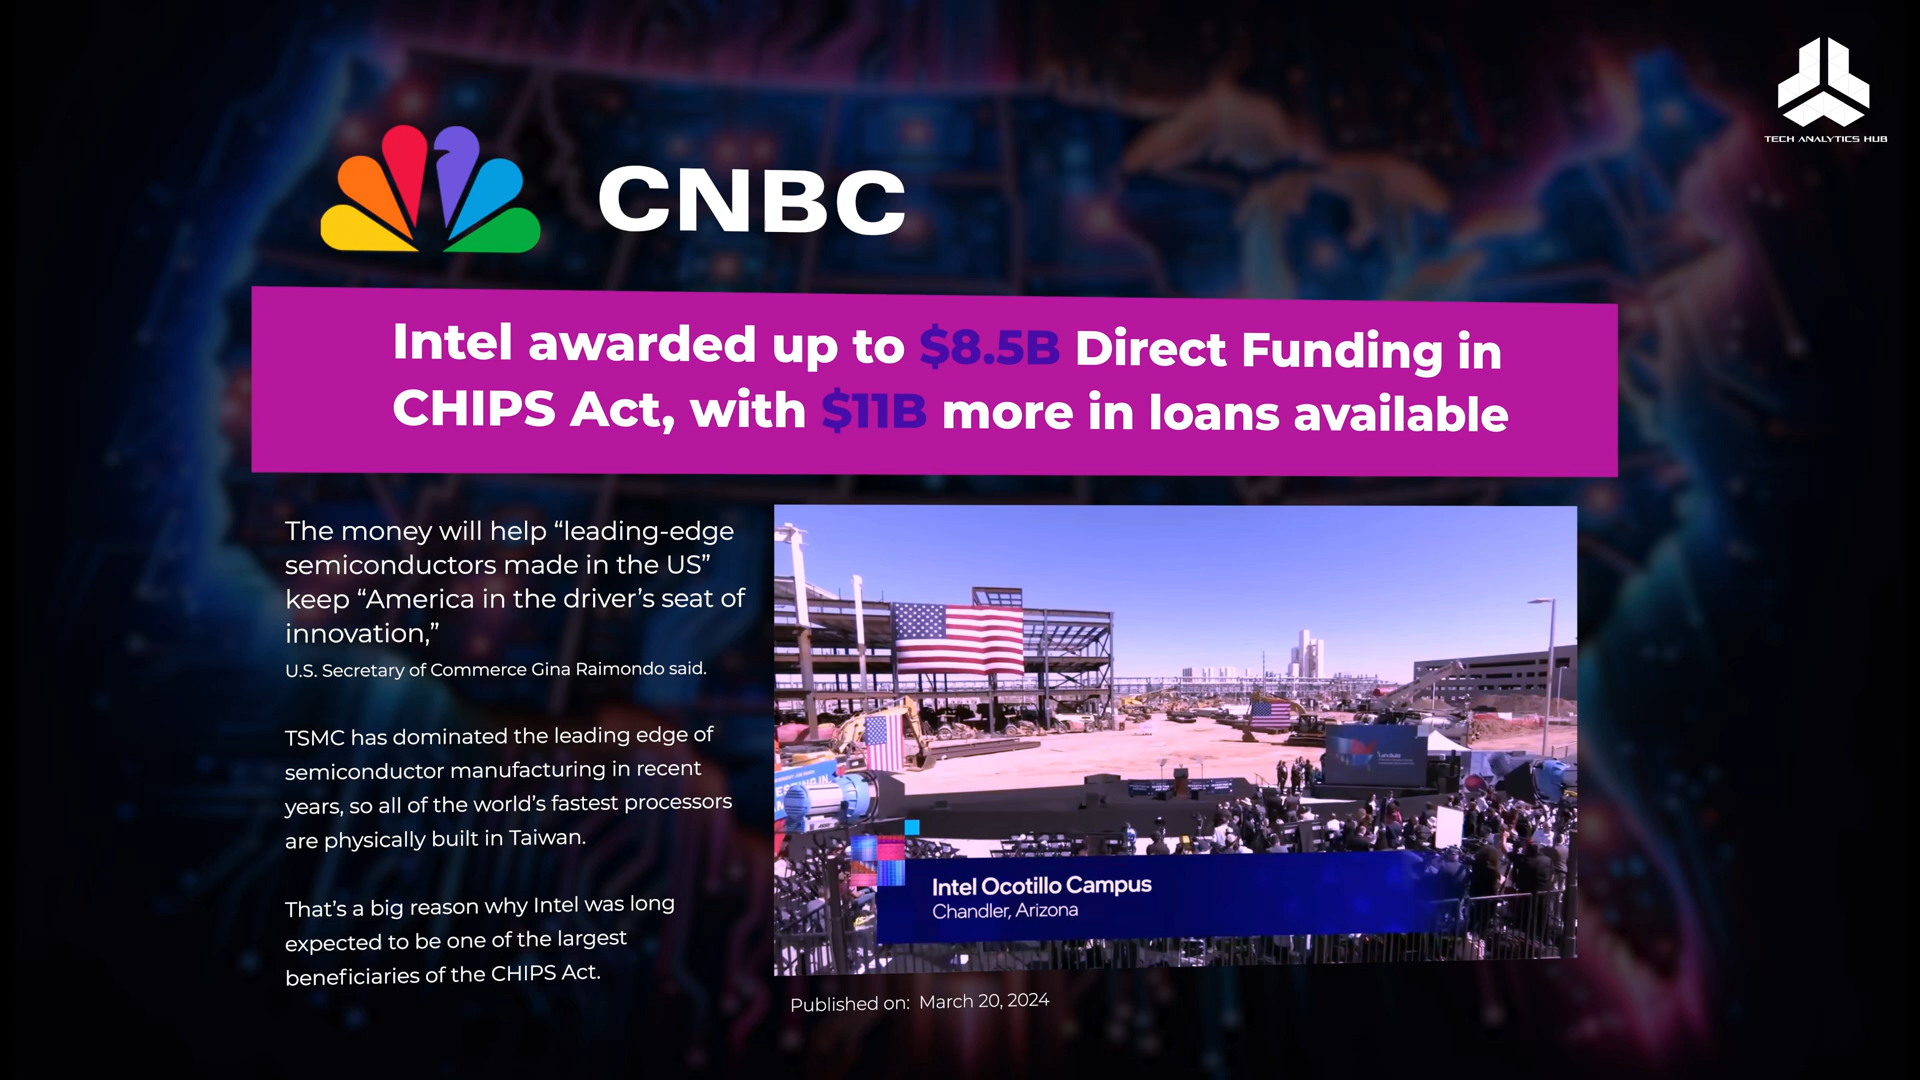 TECH ANALYTICS HUB
CNBC
Intel awarded up to $8.5B Direct Funding in
CHIPS Act, with $11B more in loans available
The money will help “leading-edge
semiconductors made in the US”
keep “America in the driver’s seat of
innovation,”
U.S. Secretary of Commerce Gina Raimondo said.
TSMC has dominated the leading edge of
semiconductor manufacturing in recent
years, so all of the world’s fastest processors
are physically built in Taiwan.
That’s a big reason why Intel was long
expected to be one of the largest
beneficiaries of the CHIPS Act.
Intel Ocotillo Campus
Chandler, Arizona
Published on: March 20, 2024